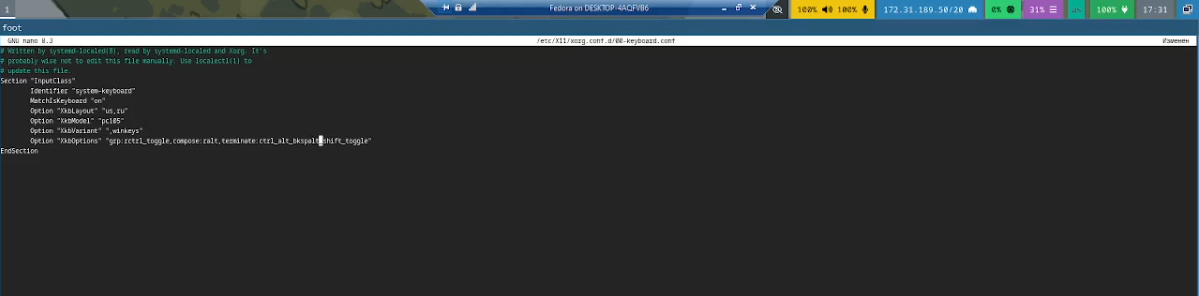 1
Fedora on DESKTOP-4AQFVB6
100% 100%
172.31.189.50/20
0%
31%
100%
17:31
foot
GNU nano 8.3 /etc/X11/xorg.conf.d/00-keyboard.conf Изменён
# Written by systemd-localed(8), read by systemd-localed and Xorg. It's
# probably wise not to edit this file manually. Use localectl(1) to
# update this file.
Section "InputClass"
Identifier "system-keyboard"
MatchIsKeyboard "on"
Option "XkbLayout" "us,ru"
Option "XkbModel" "pc105"
Option "XkbVariant" ",winkeys"
Option "XkbOptions" "grp:rctrl_toggle,compose:ralt,terminate:ctrl_alt_bkspalt_shift_toggle"
EndSection